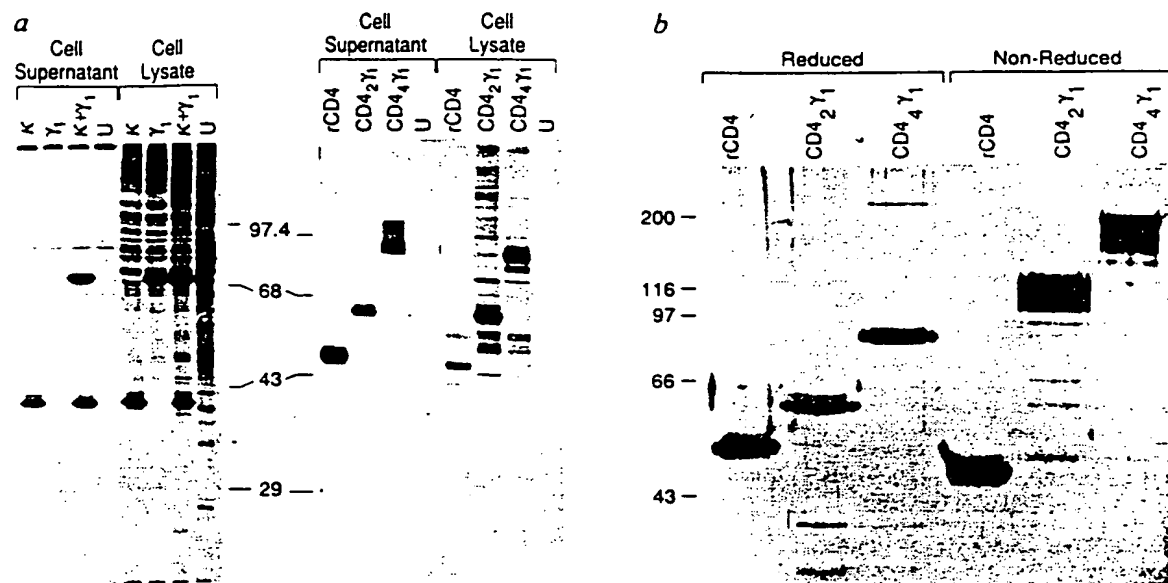 a
Cell Supernatant
Cell Lysate
κ γ₁ κ+γ₁ U κ γ₁ κ+γ₁ U
Cell Supernatant
Cell Lysate
rCD4 CD4₂γ₁ CD4₄γ₁ U rCD4 CD4₂γ₁ CD4₄γ₁ U
97.4
68
43
29
b
Reduced
Non-Reduced
rCD4 CD4₂γ₁ CD4₄γ₁ rCD4 CD4₂γ₁ CD4₄γ₁
200
116
97
66
43